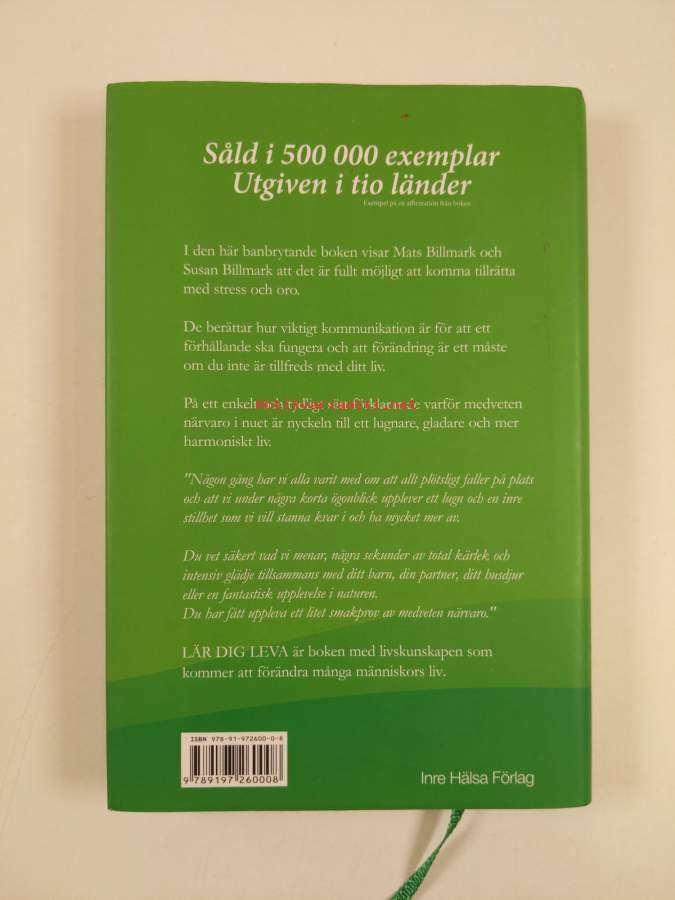 Såld i 500 000 exemplar
Utgiven i tio länder
Exempel på en affirmation från boken
I den här banbrytande boken visar Mats Billmark och
Susan Billmark att det är fullt möjligt att komma tillrätta
med stress och oro.
De berättar hur viktigt kommunikation är för att ett
förhållande ska fungera och att förändring är ett måste
om du inte är tillfreds med ditt liv.
På ett enkelt och tydligt sätt förklarar de varför medveten
närvaro i nuet är nyckeln till ett lugnare, gladare och mer
harmoniskt liv.
"Någon gång har vi alla varit med om att allt plötsligt faller på plats
och att vi under några korta ögonblick upplever ett lugn och en inre
stillhet som vi vill stanna kvar i och ha mycket mer av.
Du vet säkert vad vi menar, några sekunder av total kärlek och
intensiv glädje tillsammans med ditt barn, din partner, ditt husdjur
eller en fantastisk upplevelse i naturen.
Du har fått uppleva ett litet smakprov av medveten närvaro."
LÄR DIG LEVA är boken med livskunskapen som
kommer att förändra många människors liv.
ISBN 978-91-972600-0-8
9 789197 260008
Inre Hälsa Förlag